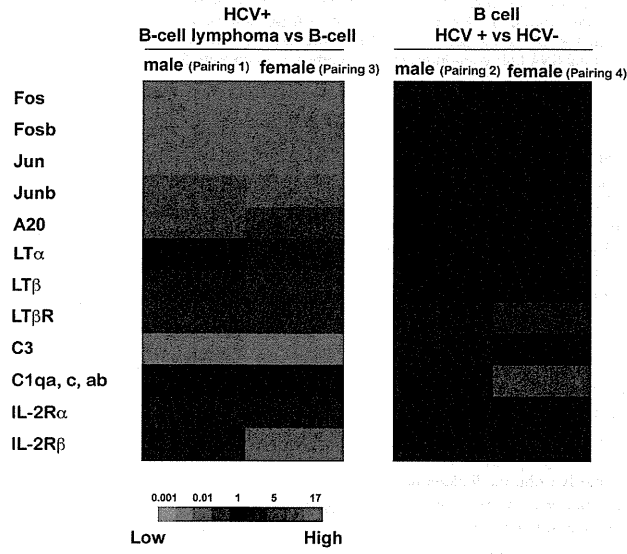 HCV+
B-cell lymphoma vs B-cell
B cell
HCV + vs HCV-
male (Pairing 1) female (Pairing 3)
male (Pairing 2) female (Pairing 4)
Fos
Fosb
Jun
Junb
A20
LTα
LTβ
LTβR
C3
C1qa, c, ab
IL-2Rα
IL-2Rβ
0.001 0.01 1 5 17
Low High